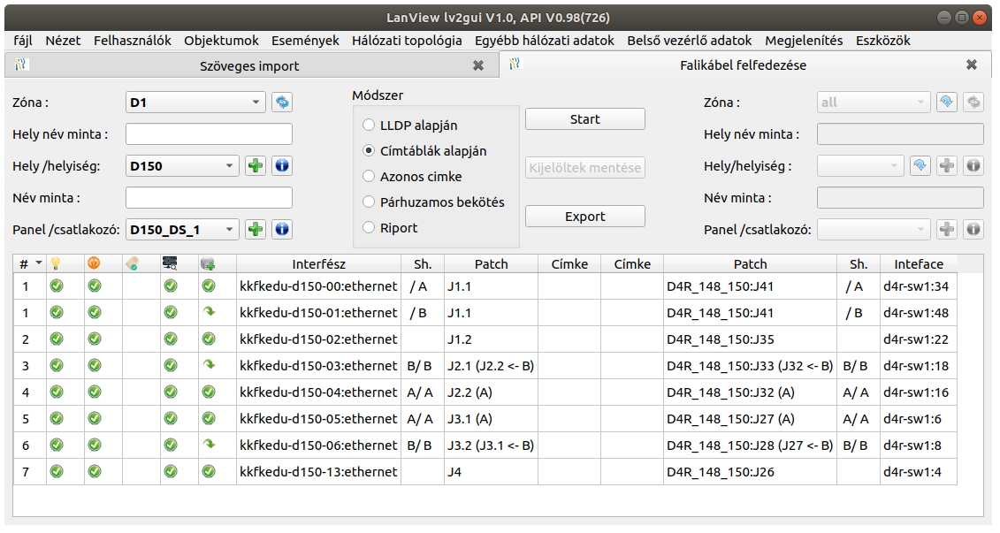 LanView lv2gui V1.0, API V0.98(726)
fájl Nézet Felhasználók Objektumok Események Hálózati topológia Egyébb hálózati adatok Belső vezérlő adatok Megjelenítés Eszközök
Szöveges import Falikábel felfedezése
Zóna : D1
Hely név minta :
Hely /helyiség: D150
Név minta :
Panel /csatlakozó: D150_DS_1
Módszer
LLDP alapján
Címtáblák alapján
Azonos cimke
Párhuzamos bekötés
Riport
Start
Kijelöltek mentése
Export
Zóna : all
Hely név minta :
Hely/helyiség :
Név minta :
Panel /csatlakozó:
# Interfész Sh. Patch Címke Címke Patch Sh. Inteface
1 kkfkedu-d150-00:ethernet / A J1.1 D4R_148_150:J41 / A d4r-sw1:34
1 kkfkedu-d150-01:ethernet / B J1.1 D4R_148_150:J41 / B d4r-sw1:48
2 kkfkedu-d150-02:ethernet J1.2 D4R_148_150:J35 d4r-sw1:22
3 kkfkedu-d150-03:ethernet B/ B J2.1 (J2.2 <- B) D4R_148_150:J33 (J32 <- B) B/ B d4r-sw1:18
4 kkfkedu-d150-04:ethernet A/ A J2.2 (A) D4R_148_150:J32 (A) A/ A d4r-sw1:16
5 kkfkedu-d150-05:ethernet A/ A J3.1 (A) D4R_148_150:J27 (A) A/ A d4r-sw1:6
6 kkfkedu-d150-06:ethernet B/ B J3.2 (J3.1 <- B) D4R_148_150:J28 (J27 <- B) B/ B d4r-sw1:8
7 kkfkedu-d150-13:ethernet J4 D4R_148_150:J26 d4r-sw1:4